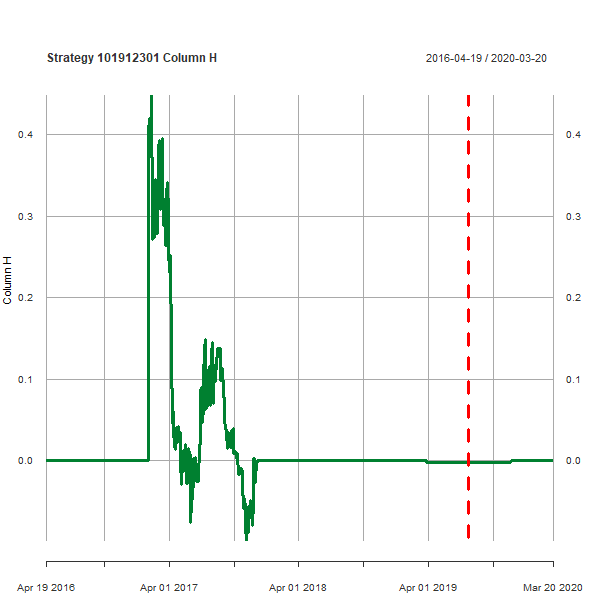 Strategy 101912301 Column H
2016-04-19 / 2020-03-20
0.4 0.4
0.3 0.3
0.2 0.2
0.1 0.1
0.0 0.0
Column H
Apr 19 2016 Apr 01 2017 Apr 01 2018 Apr 01 2019 Mar 20 2020